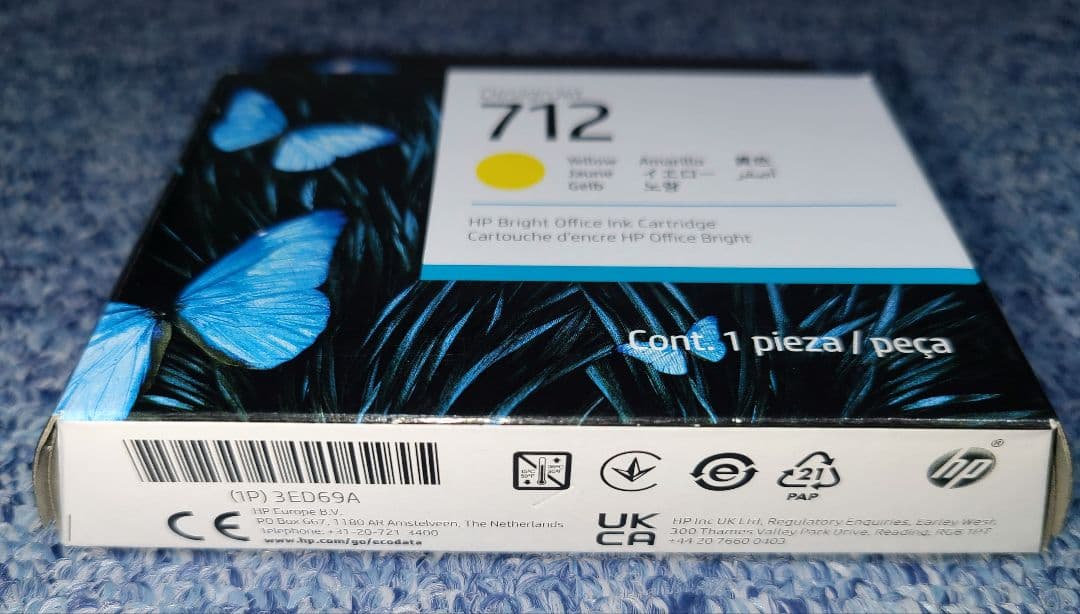 DesignJet
712
Yellow Amarillo 黃色
Jaune イエロー أصفر
Gelb 노랑
HP Bright Office Ink Cartridge
Cartouche d'encre HP Office Bright
Cont. 1 pieza / peça
(1P) 3ED69A
HP Europe B.V.
PO Box 667, 1180 AR Amstelveen, The Netherlands
Telephone: +31-20-721 3400
www.hp.com/go/ecodata
CE
21
PAP
hp®
UK
CA
HP Inc UK Ltd, Regulatory Enquiries, Earley West,
300 Thames Valley Park Drive, Reading, RG6 1PT
+44 20 7660 0403